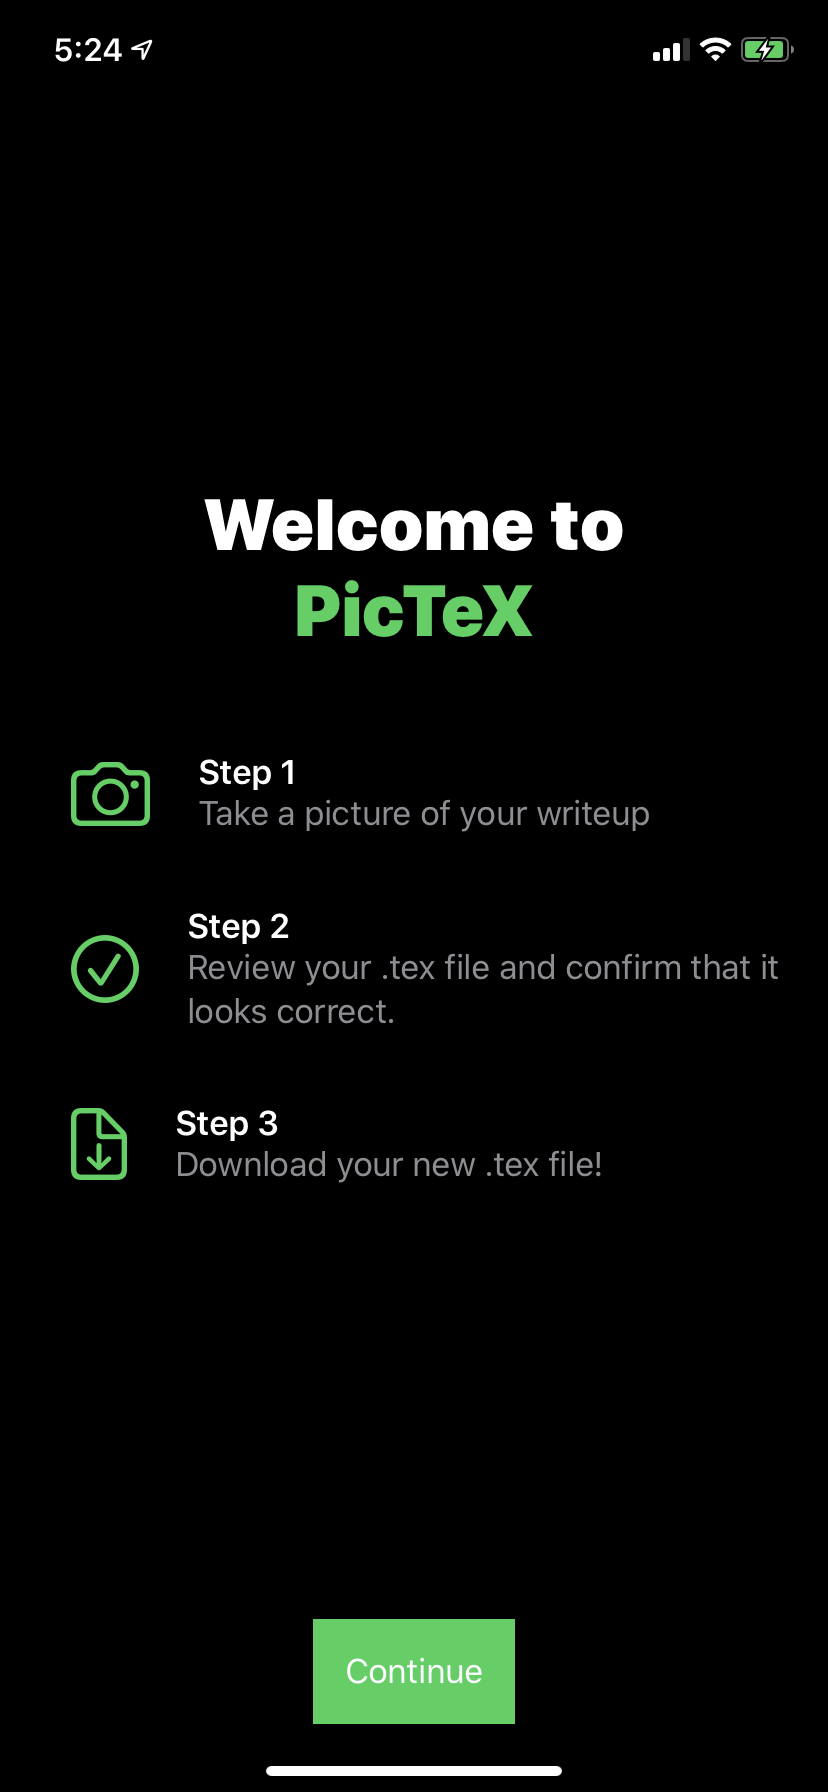 5:24
Welcome to
PicTeX
Step 1
Take a picture of your writeup
Step 2
Review your .tex file and confirm that it
looks correct.
Step 3
Download your new .tex file!
Continue